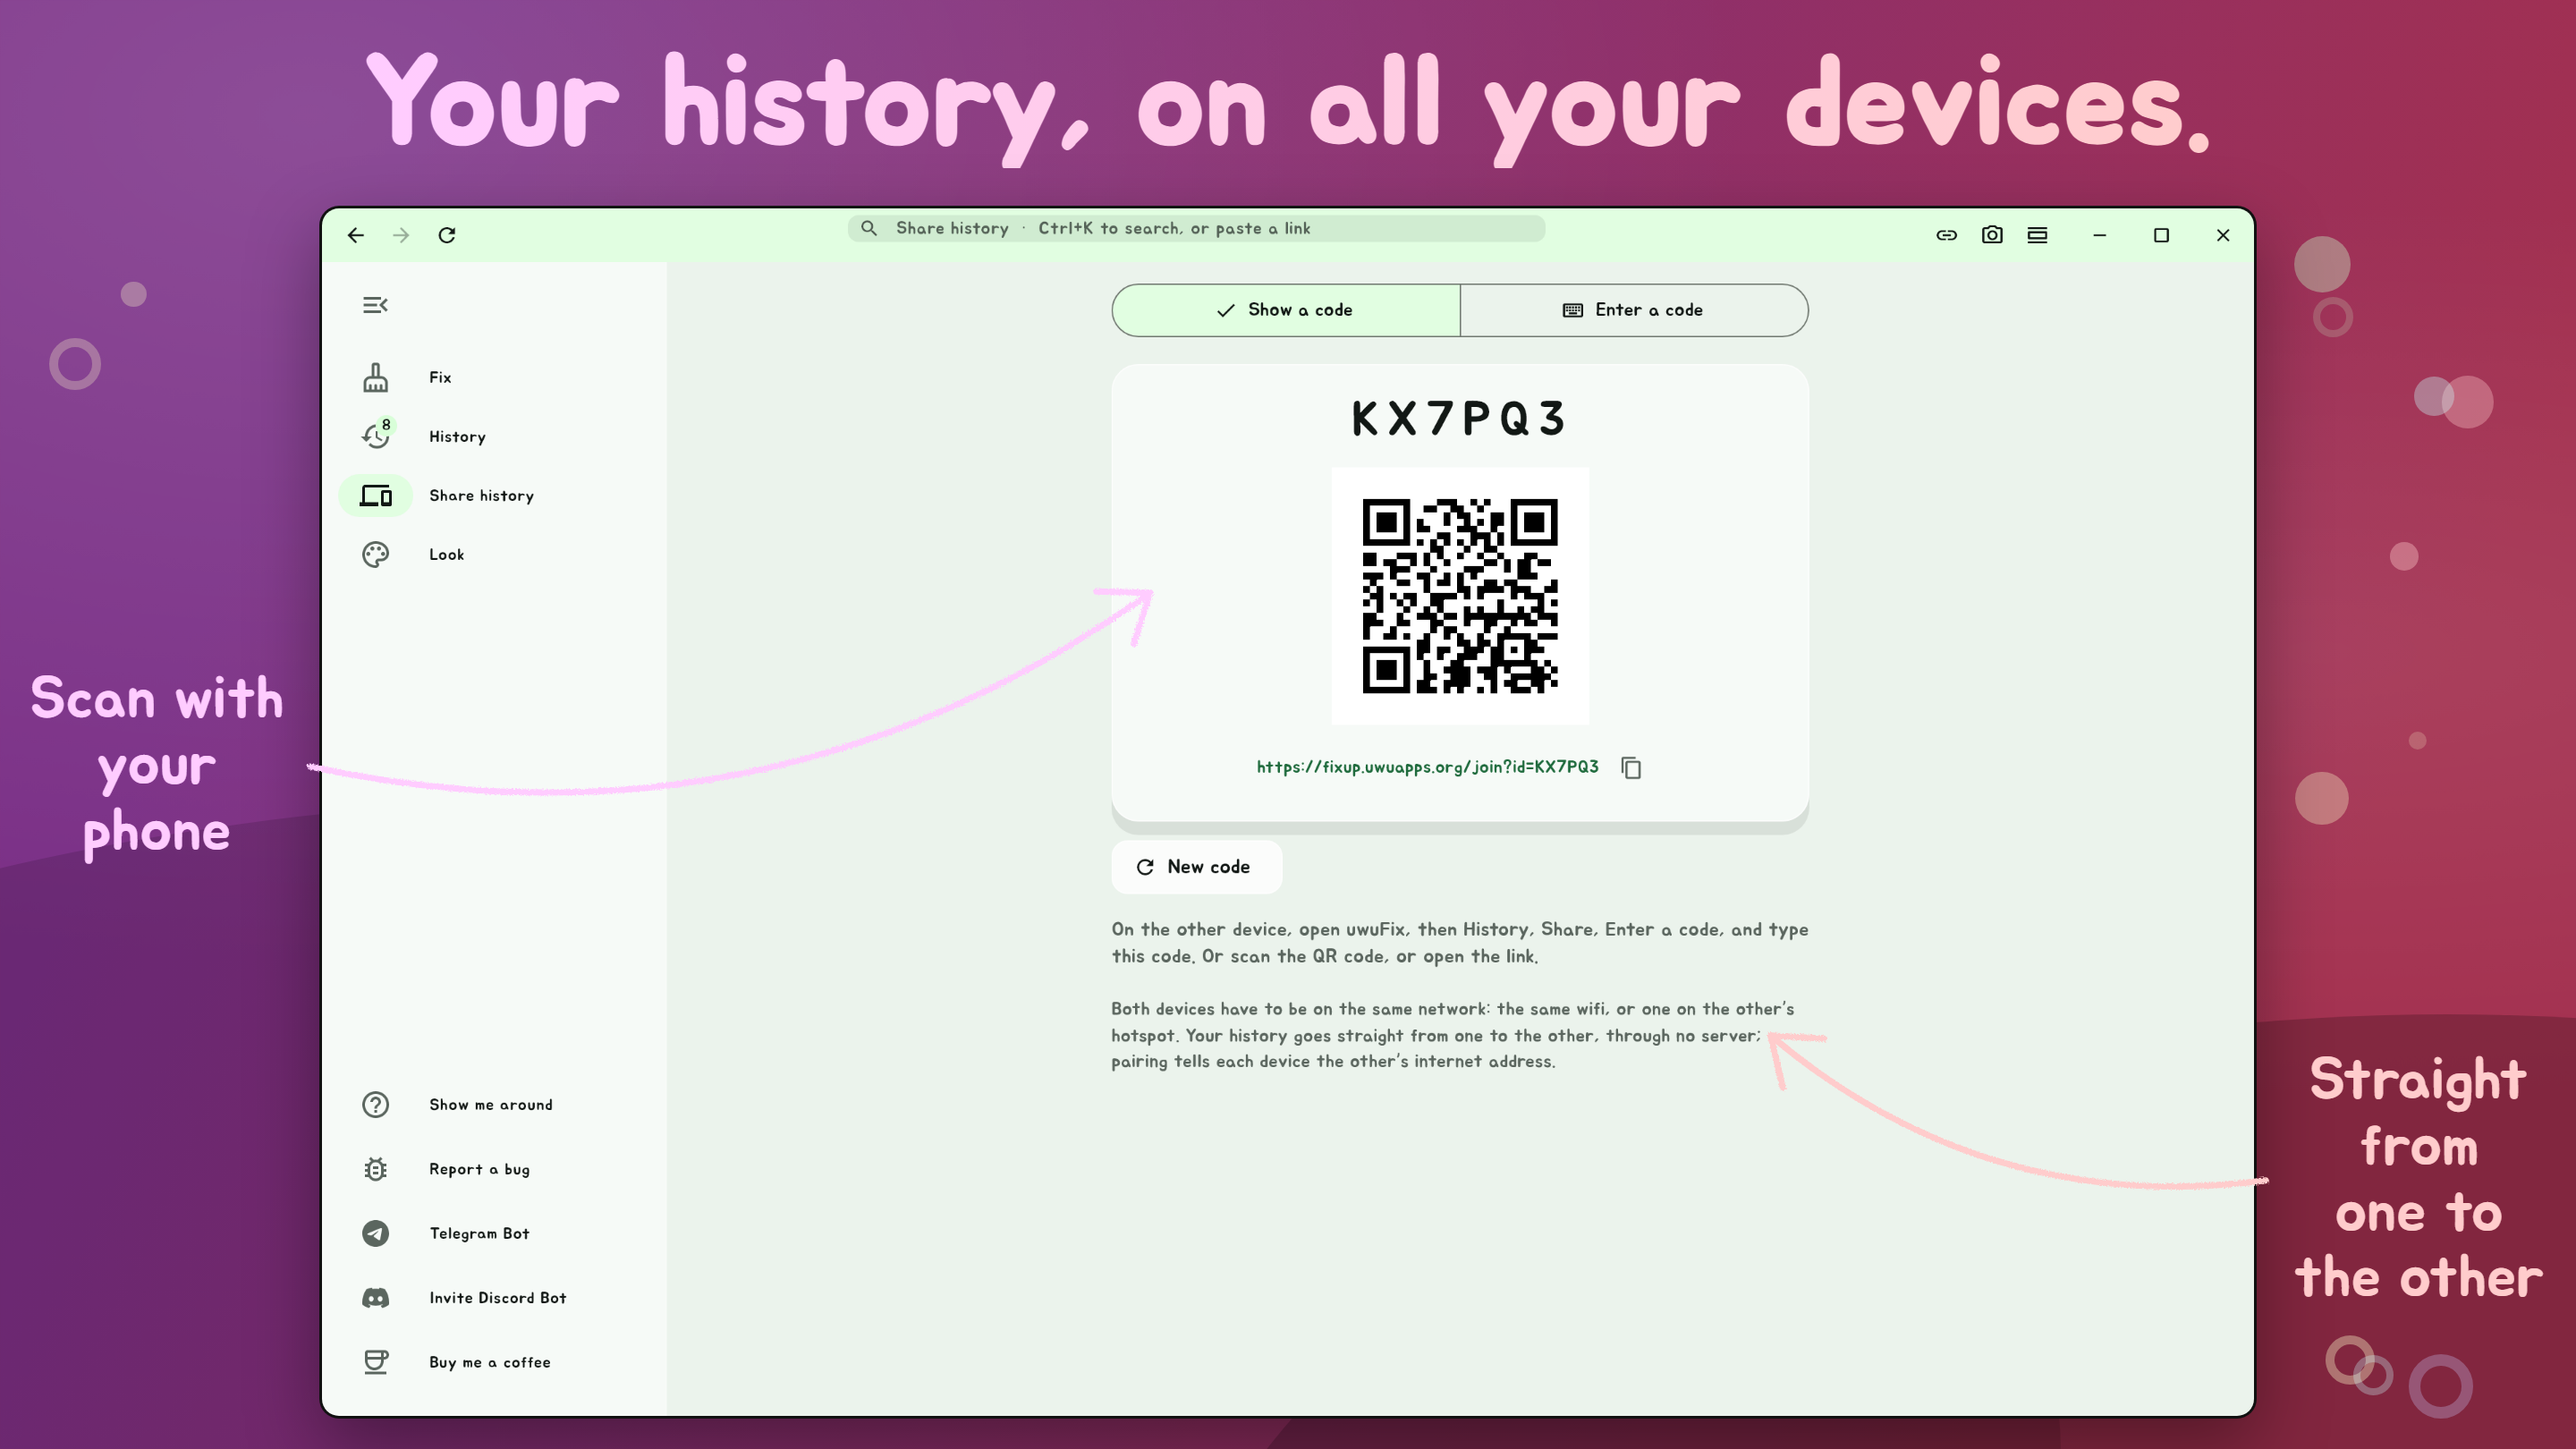 Your history, on all your devices.
Share history · Ctrl+K to search, or paste a link
Show a code
Enter a code
Fix
8
History
Share history
Look
KX7PQ3
https://fixup.uwuapps.org/join?id=KX7PQ3
New code
On the other device, open uwuFix, then History, Share, Enter a code, and type
this code. Or scan the QR code, or open the link.
Both devices have to be on the same network: the same wifi, or one on the other's
hotspot. Your history goes straight from one to the other, through no server;
pairing tells each device the other's internet address.
Show me around
Report a bug
Telegram Bot
Invite Discord Bot
Buy me a coffee
Scan with
your
phone
Straight
from
one to
the other